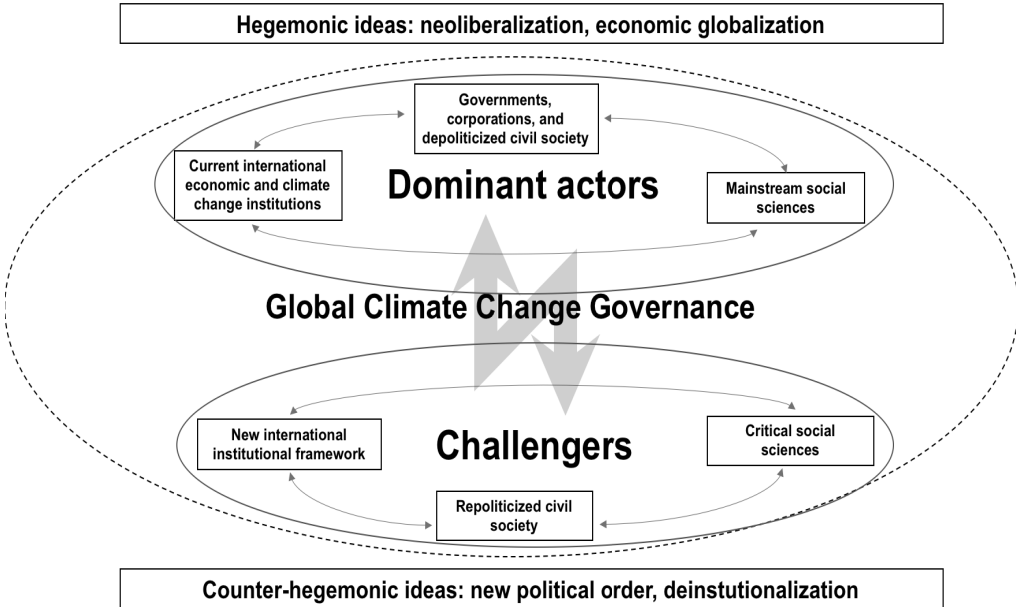 Hegemonic ideas: neoliberalization, economic globalization
Governments,
corporations, and
depoliticized civil society
Current international
economic and climate
change institutions
Dominant actors
Mainstream social
sciences
Global Climate Change Governance
New international
institutional framework
Challengers
Critical social
sciences
Repoliticized civil
society
Counter-hegemonic ideas: new political order, deinstutionalization